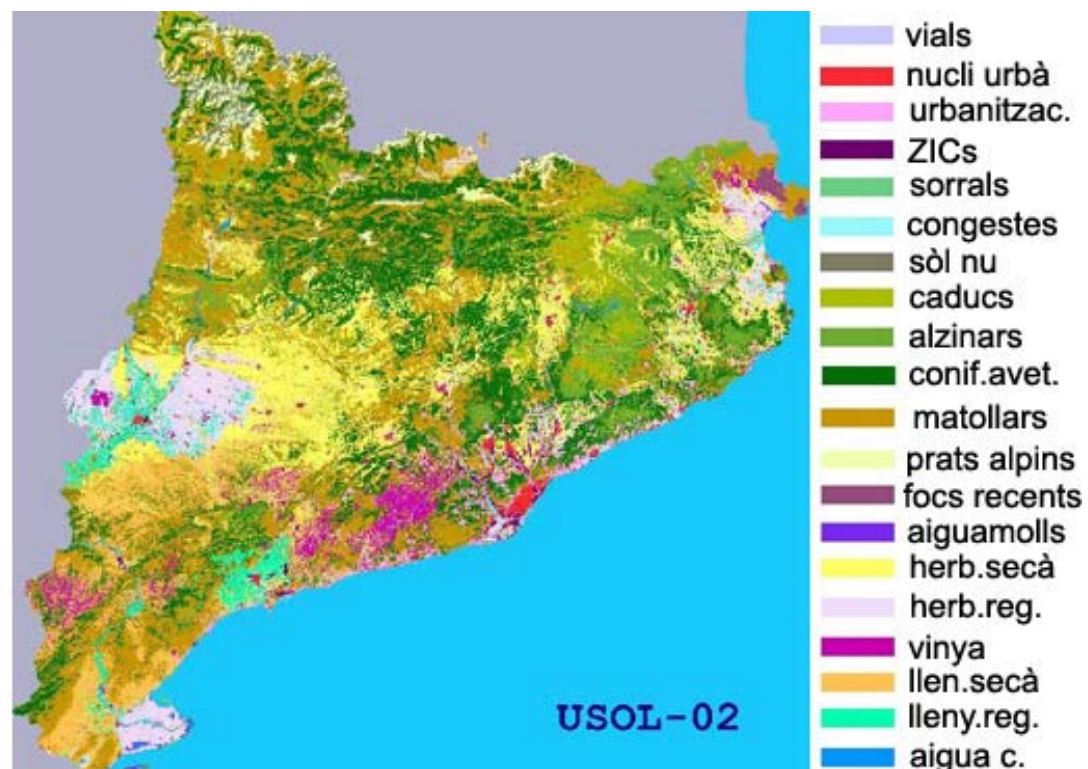 vials
nucli urbà
urbanitzac.
ZICs
sorrals
congestes
sòl nu
caducs
alzinars
conif.avet.
matollars
prats alpins
focs recents
aiguamolls
herb.secà
herb.reg.
vinya
llen.secà
lleny.reg.
aigua c.
USOL-02